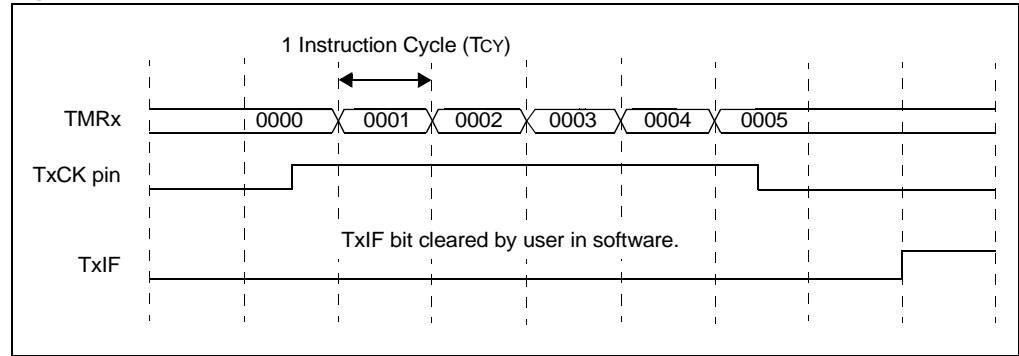 1 Instruction Cycle (TCY)
TMRx 0000 0001 0002 0003 0004 0005
TxCK pin
TxIF bit cleared by user in software.
TxIF